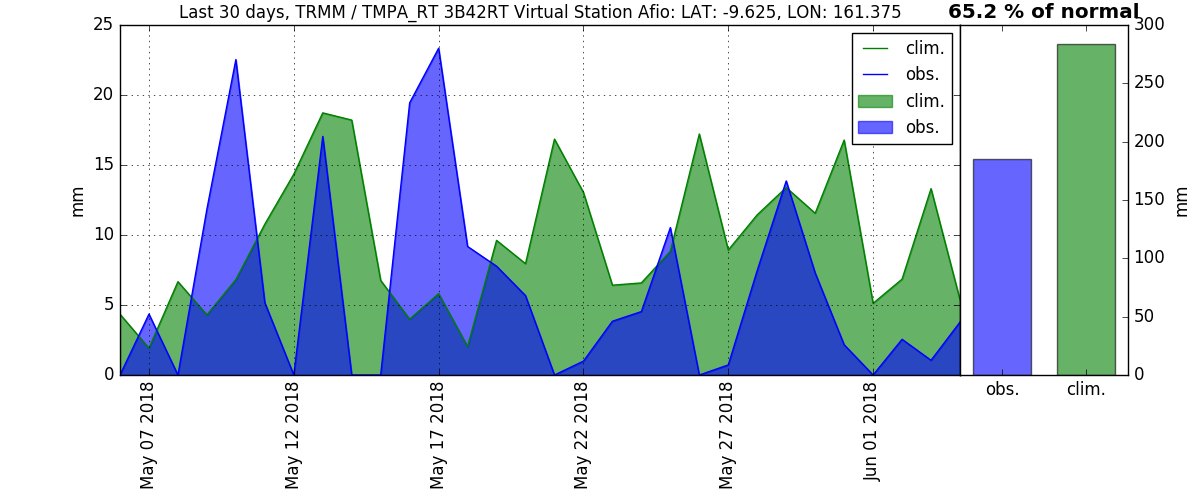 Last 30 days, TRMM / TMPA_RT 3B42RT Virtual Station Afio: LAT: -9.625, LON: 161.375
65.2 % of normal
25
20
15
10
5
0
mm
May 07 2018
May 12 2018
May 17 2018
May 22 2018
May 27 2018
Jun 01 2018
clim.
obs.
clim.
obs.
300
250
200
150
100
50
0
mm
obs.
clim.